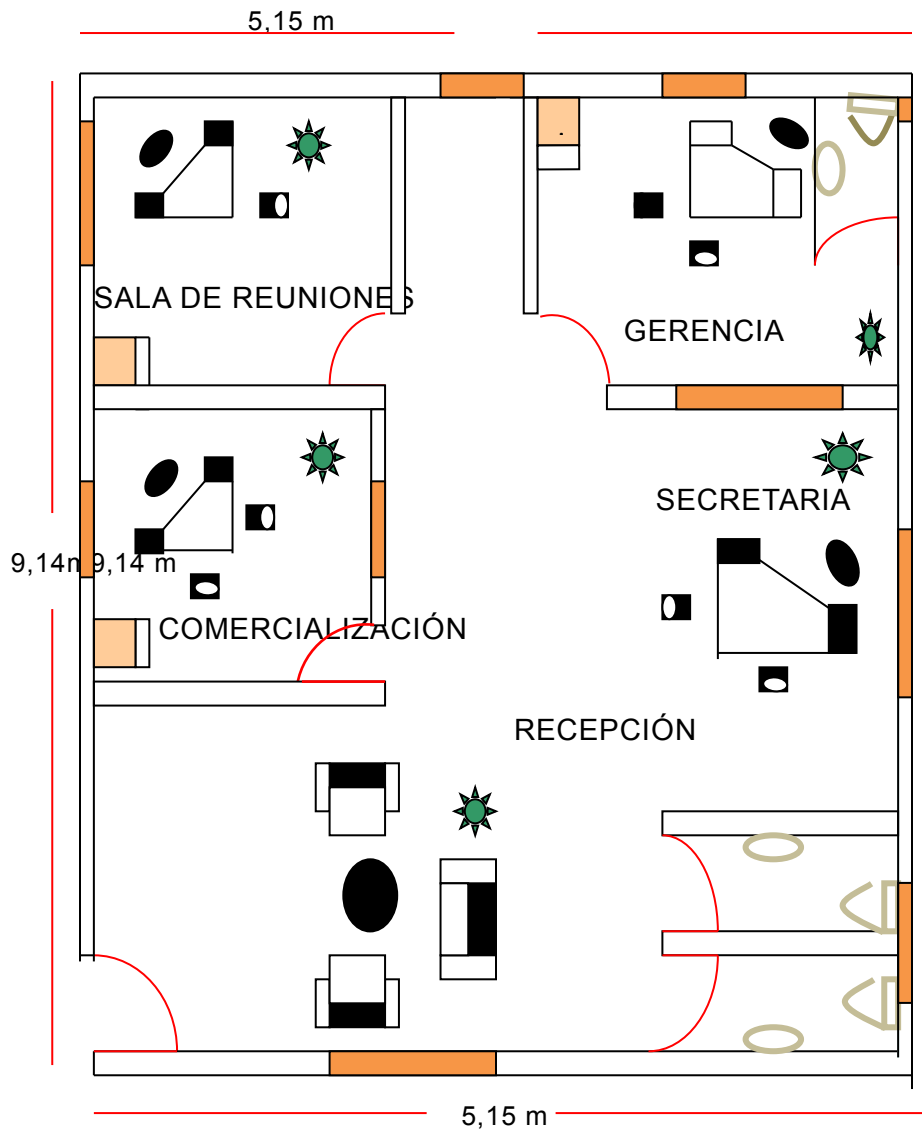 5,15 m
SALA DE REUNIONES
GERENCIA
SECRETARIA
9,14m 9,14 m
COMERCIALIZACIÓN
RECEPCIÓN
5,15 m